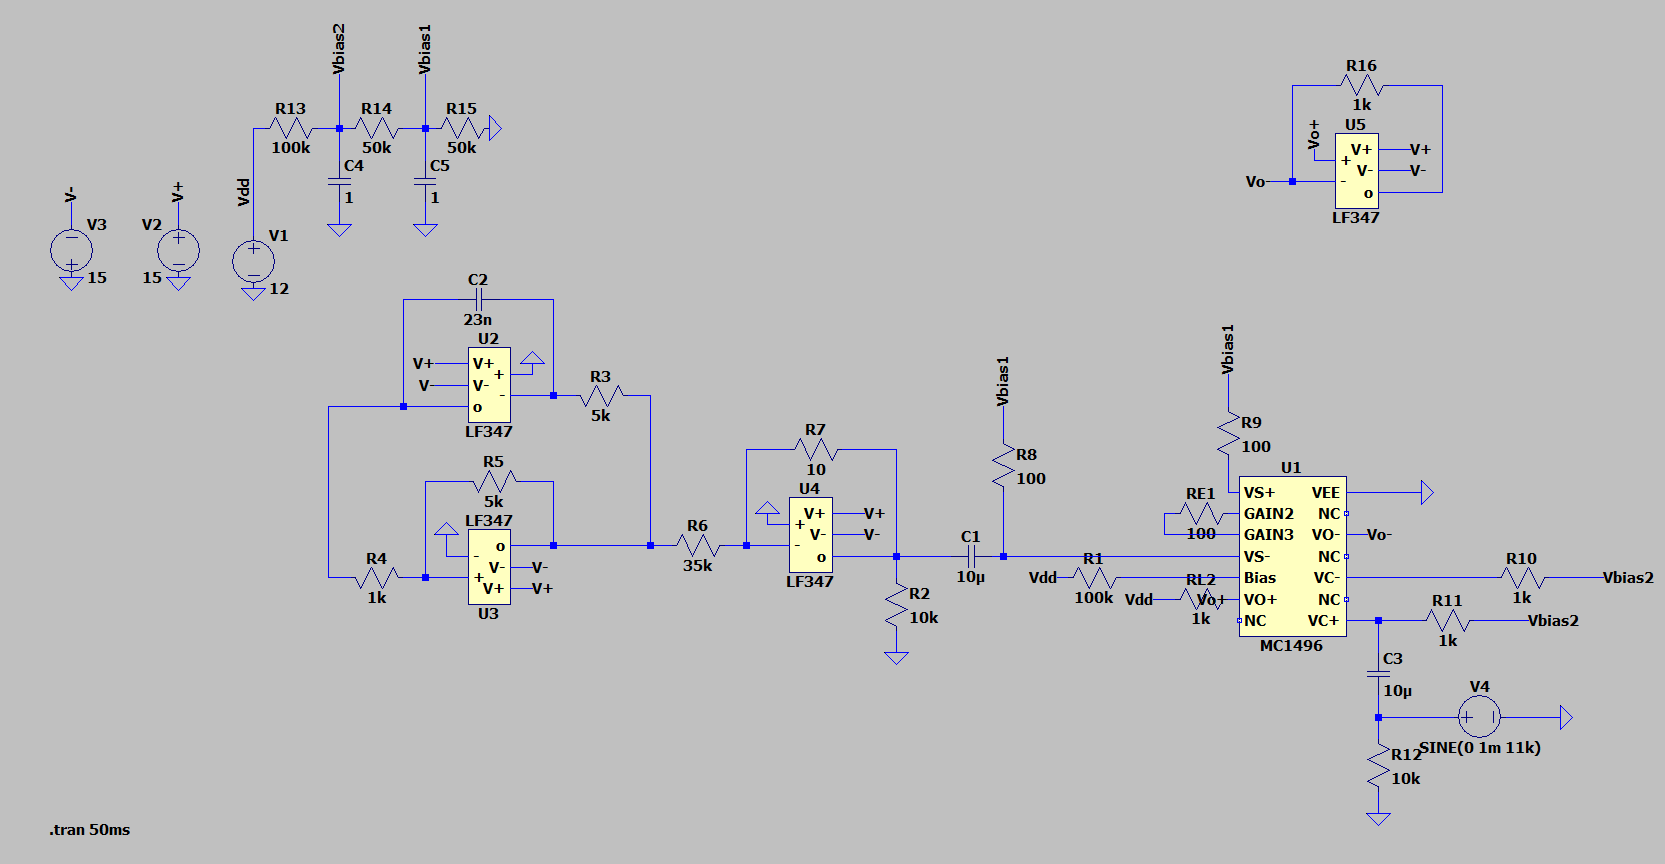 Vbias2
Vbias1
R13
100k
R14
50k
R15
50k
C4
1
C5
1
Vdd
V-
V3
15
V+
V2
15
V1
12
R16
1k
U5
Vo+
V+
V+
+
V-
V-
Vo
-
o
LF347
C2
23n
U2
V+
V+
+
V
V-
-
o
LF347
R3
5k
R5
5k
LF347
o
-
V-
V-
+
V+
V+
U3
R4
1k
R6
35k
R7
10
U4
V+
V+
+
V-
V-
-
o
LF347
R2
10k
C1
10µ
Vbias1
R8
100
Vbias1
R9
100
U1
VS+
VEE
RE1
100
GAIN2
NC
GAIN3
VO-
Vo-
VS-
NC
Vdd
R1
100k
Bias
VC-
R10
1k
Vbias2
Vdd
RL2
1k
Vo+
VO+
NC
NC
VC+
R11
1k
Vbias2
MC1496
C3
10µ
V4
SINE(0 1m 11k)
R12
10k
.tran 50ms